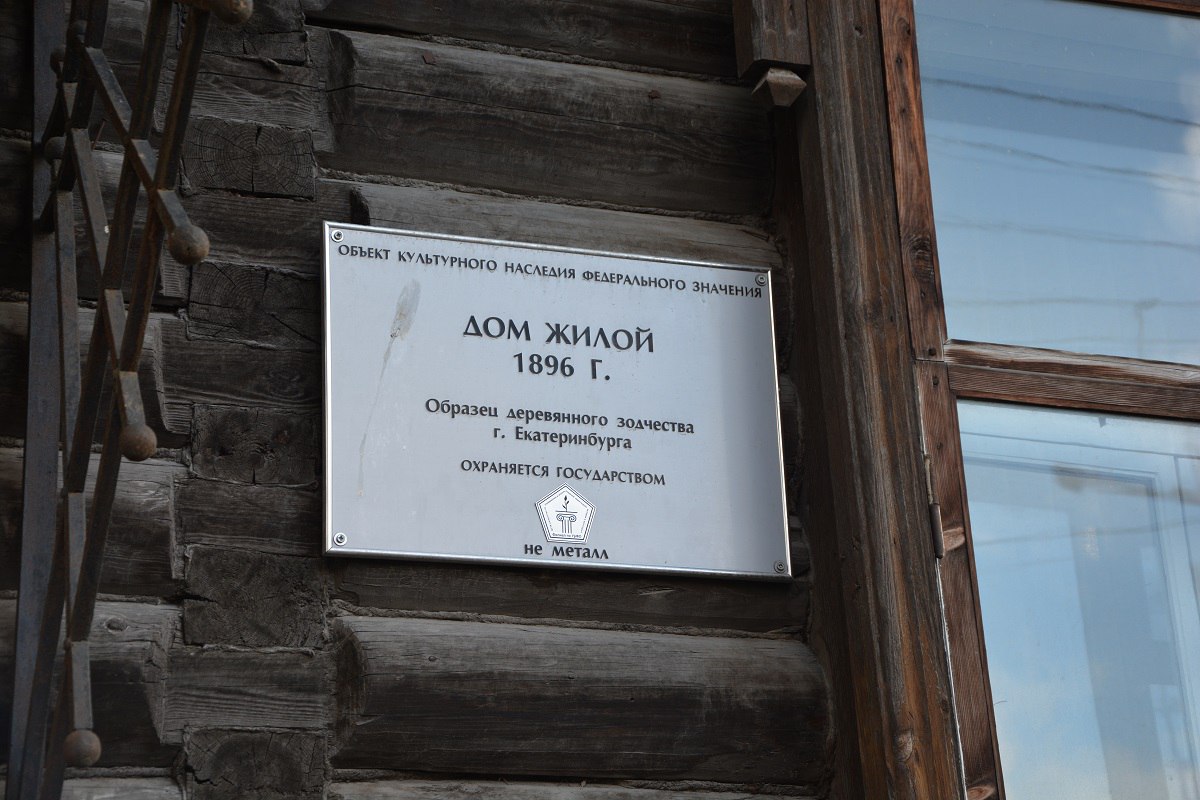 ОБЪЕКТ КУЛЬТУРНОГО НАСЛЕДИЯ ФЕДЕРАЛЬНОГО ЗНАЧЕНИЯ
ДОМ ЖИЛОЙ
1896 Г.
Образец деревянного зодчества
г. Екатеринбурга
ОХРАНЯЕТСЯ ГОСУДАРСТВОМ
НЕ МЕТАЛЛ